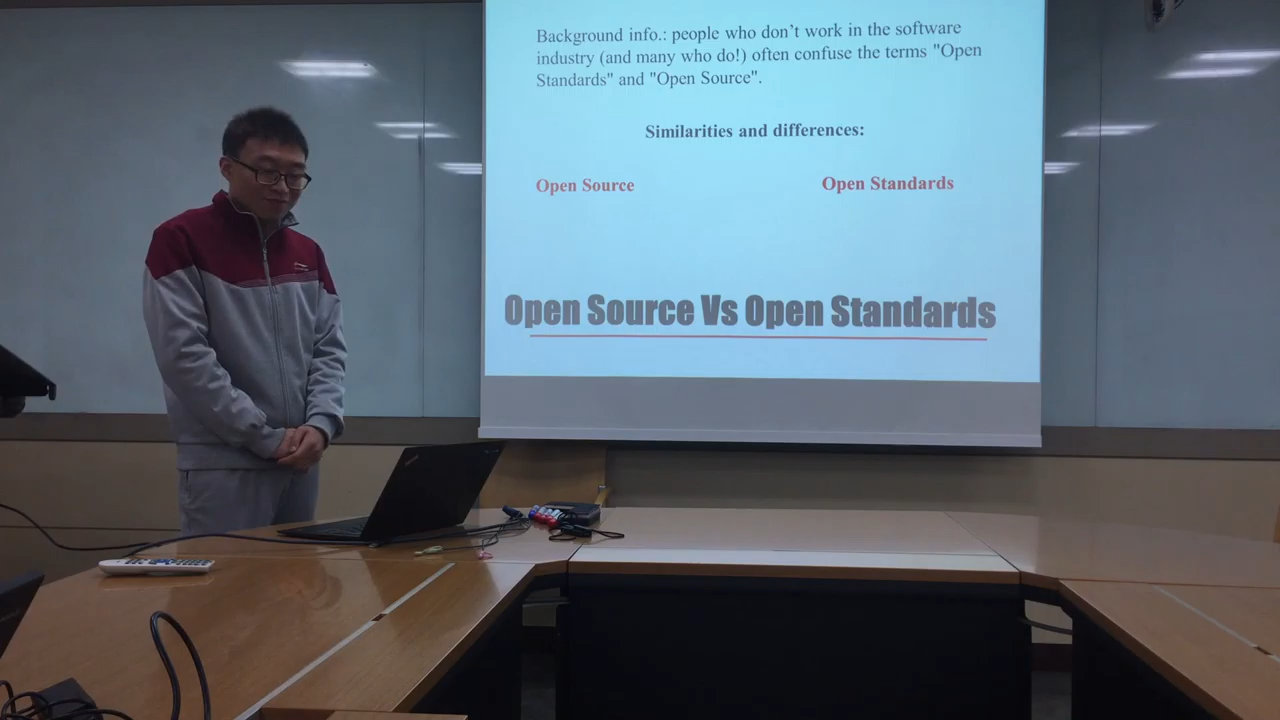 Background info.: people who don’t work in the software
industry (and many who do!) often confuse the terms "Open
Standards" and "Open Source".
Similarities and differences:
Open Source
Open Standards
Open Source Vs Open Standards